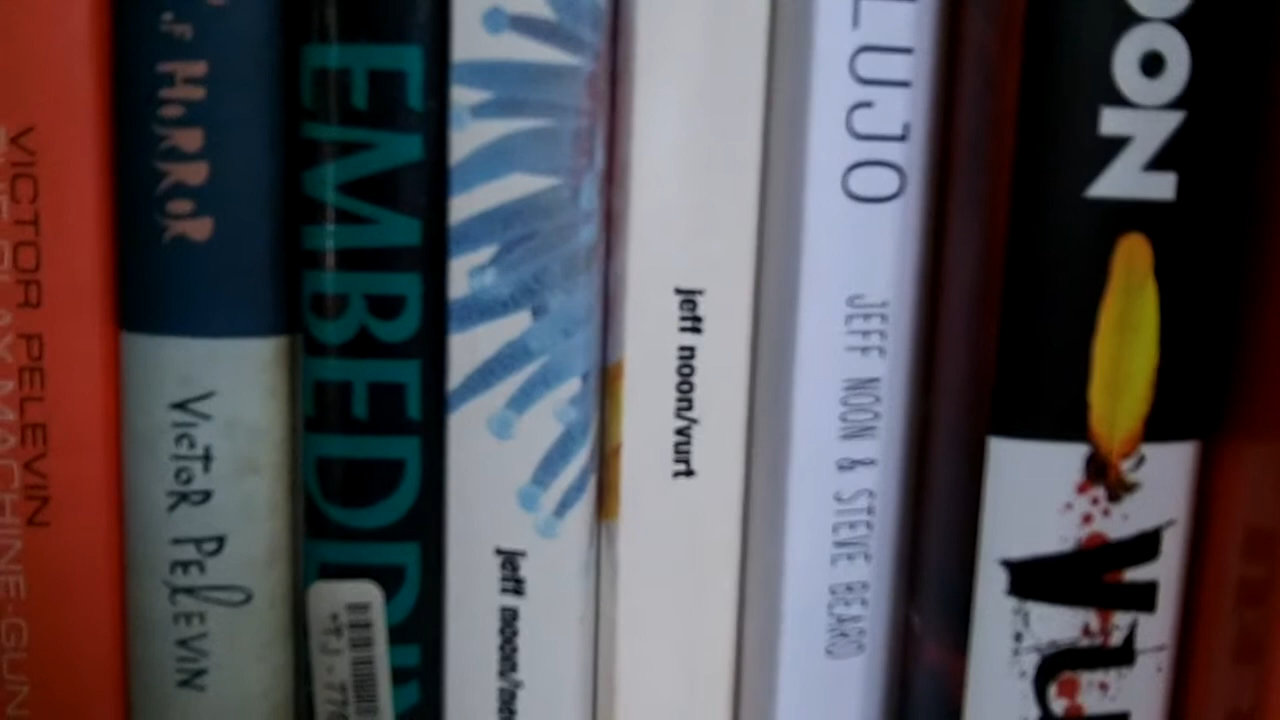 VICTOR PELEVIN
MACHINE-GUN
HORROR
VICTOR PELEVIN
EMBEDDI
jeff noon/
jeff noon/vurt
LUJO
JEFF NOON & STEVE BEARD
OON
Vu